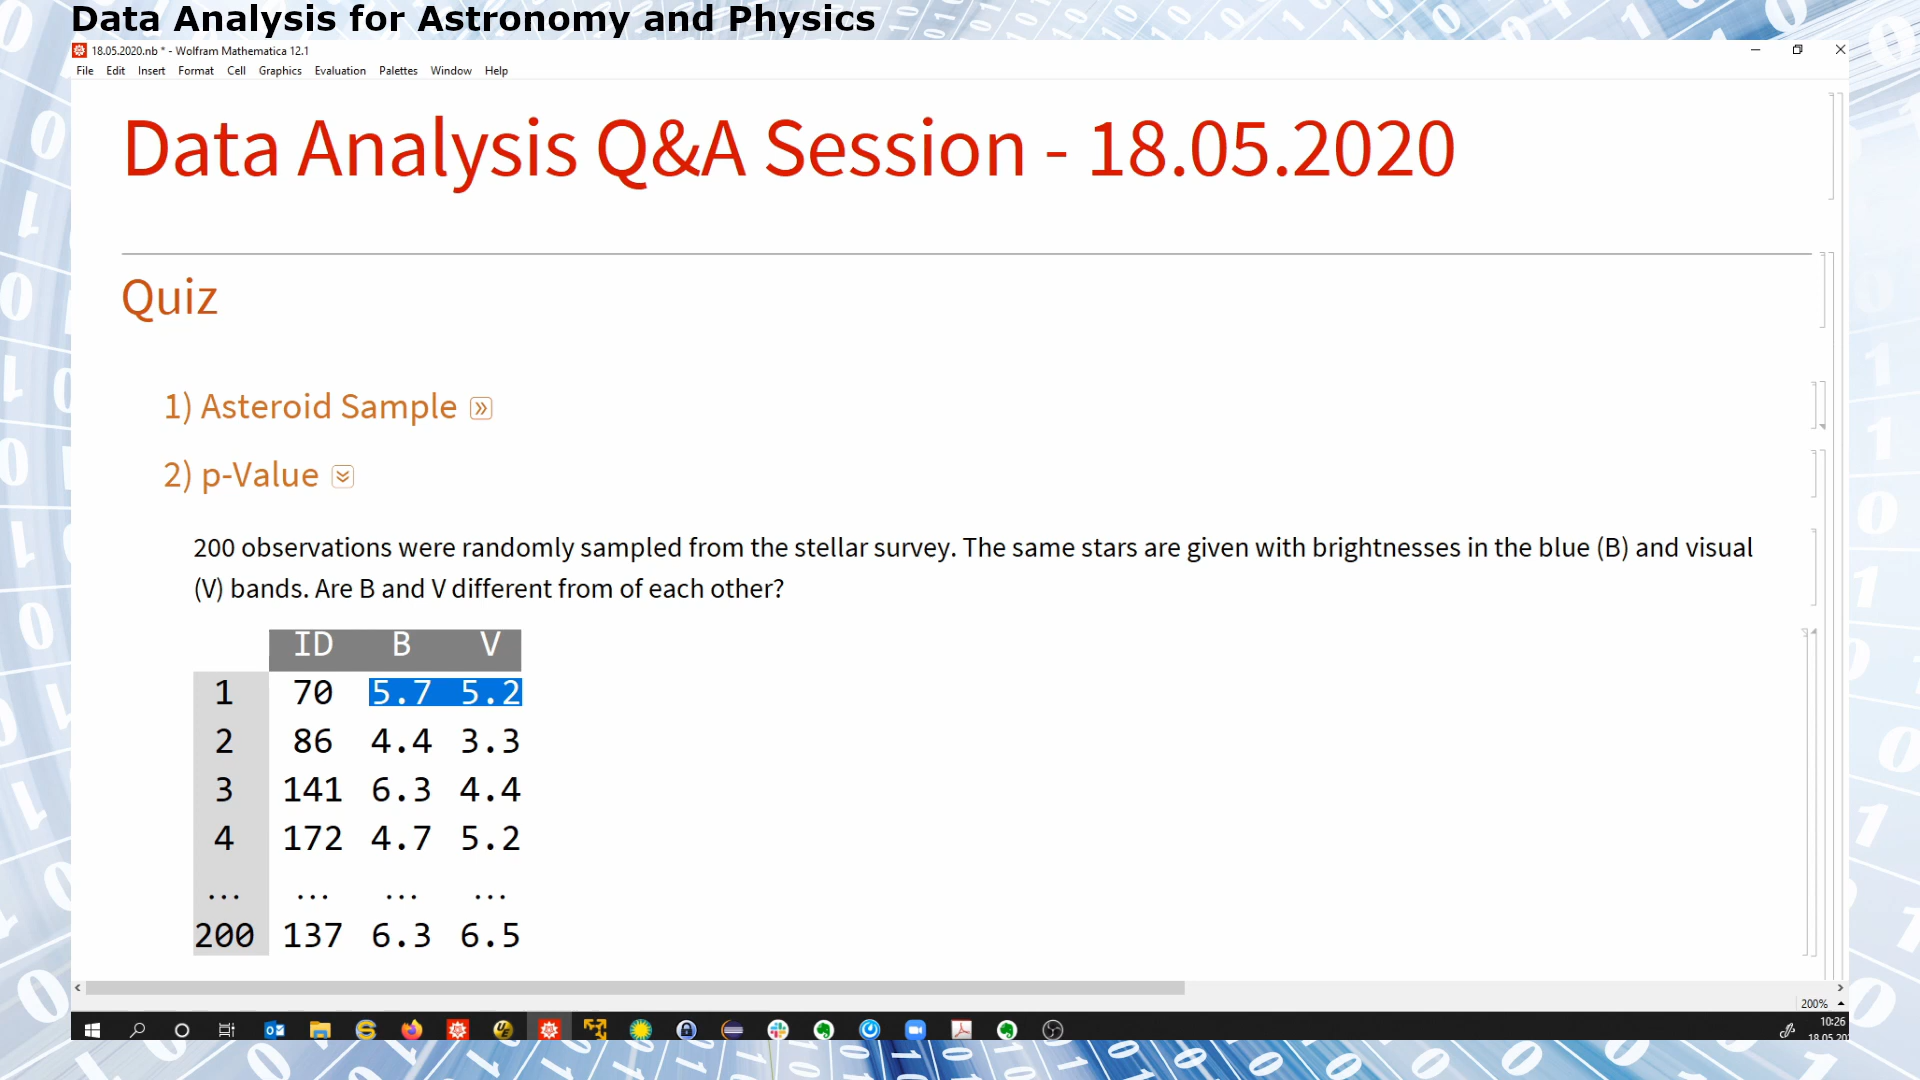 Data Analysis for Astronomy and Physics
18.05.2020.nb * - Wolfram Mathematica 12.1
File Edit Insert Format Cell Graphics Evaluation Palettes Window Help
Data Analysis Q&A Session - 18.05.2020
Quiz
1) Asteroid Sample
2) p-Value
200 observations were randomly sampled from the stellar survey. The same stars are given with brightnesses in the blue (B) and visual
(V) bands. Are B and V different from of each other?
ID B V
1 70 5.7 5.2
2 86 4.4 3.3
3 141 6.3 4.4
4 172 4.7 5.2
... ... ... ...
200 137 6.3 6.5
200%
10:26